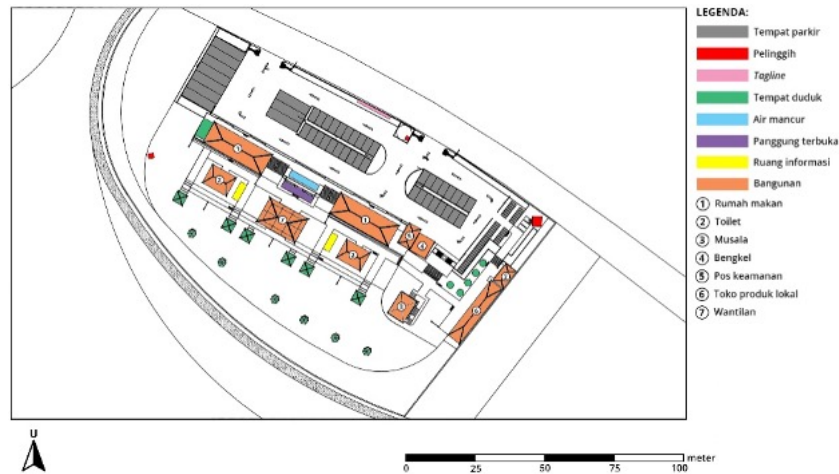 LEGENDA:
Tempat parkir
Pelinggih
Tagline
Tempat duduk
Air mancur
Panggung terbuka
Ruang informasi
Bangunan
1 Rumah makan
2 Toilet
3 Musala
4 Bengkel
5 Pos keamanan
6 Toko produk lokal
7 Wantilan
U
0 25 50 75 100 meter